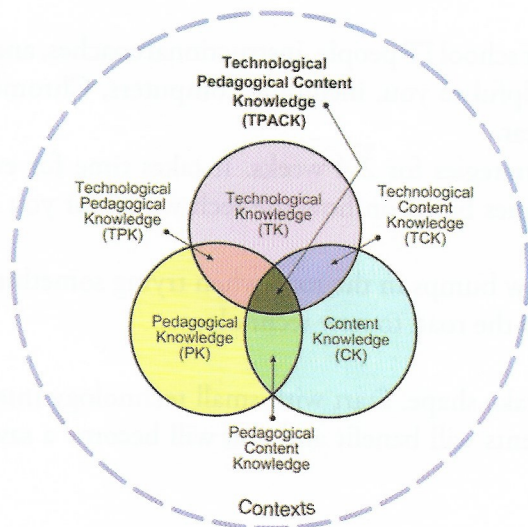 Technological
Pedagogical Content
Knowledge
(TPACK)
Technological
Pedagogical
Knowledge
(TPK)
Technological
Knowledge
(TK)
Technological
Content
Knowledge
(TCK)
Pedagogical
Knowledge
(PK)
Content
Knowledge
(CK)
Pedagogical
Content
Knowledge
Contexts